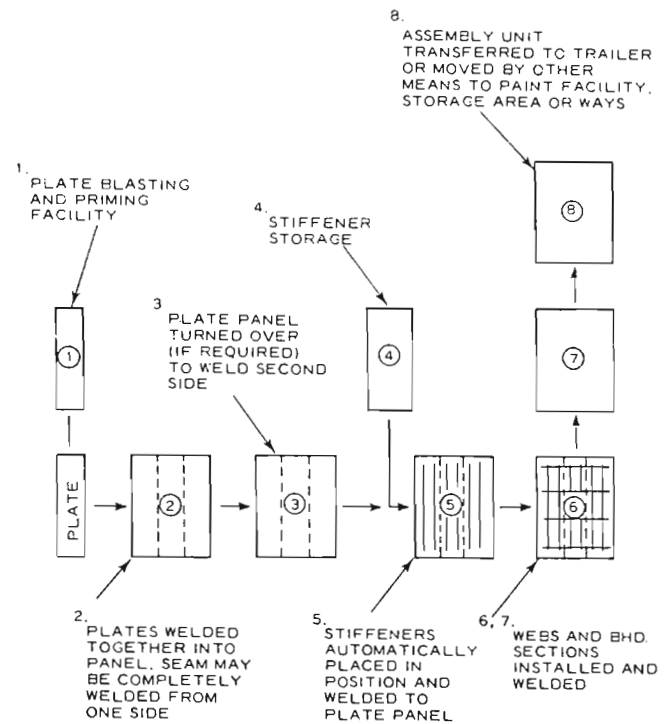 8.
ASSEMBLY UNIT
TRANSFERRED TO TRAILER
OR MOVED BY OTHER
MEANS TO PAINT FACILITY,
STORAGE AREA OR WAYS
1.
PLATE BLASTING
AND PRIMING
FACILITY
4.
STIFFENER
STORAGE
3
PLATE PANEL
TURNED OVER
(IF REQUIRED)
TO WELD SECOND
SIDE
8
1
4
7
PLATE
2
3
5
6
2.
PLATES WELDED
TOGETHER INTO
PANEL. SEAM MAY
BE COMPLETELY
WELDED FROM
ONE SIDE
5.
STIFFENERS
AUTOMATICALLY
PLACED IN
POSITION AND
WELDED TO
PLATE PANEL
6, 7.
WEBS AND BHD.
SECTIONS
INSTALLED AND
WELDED